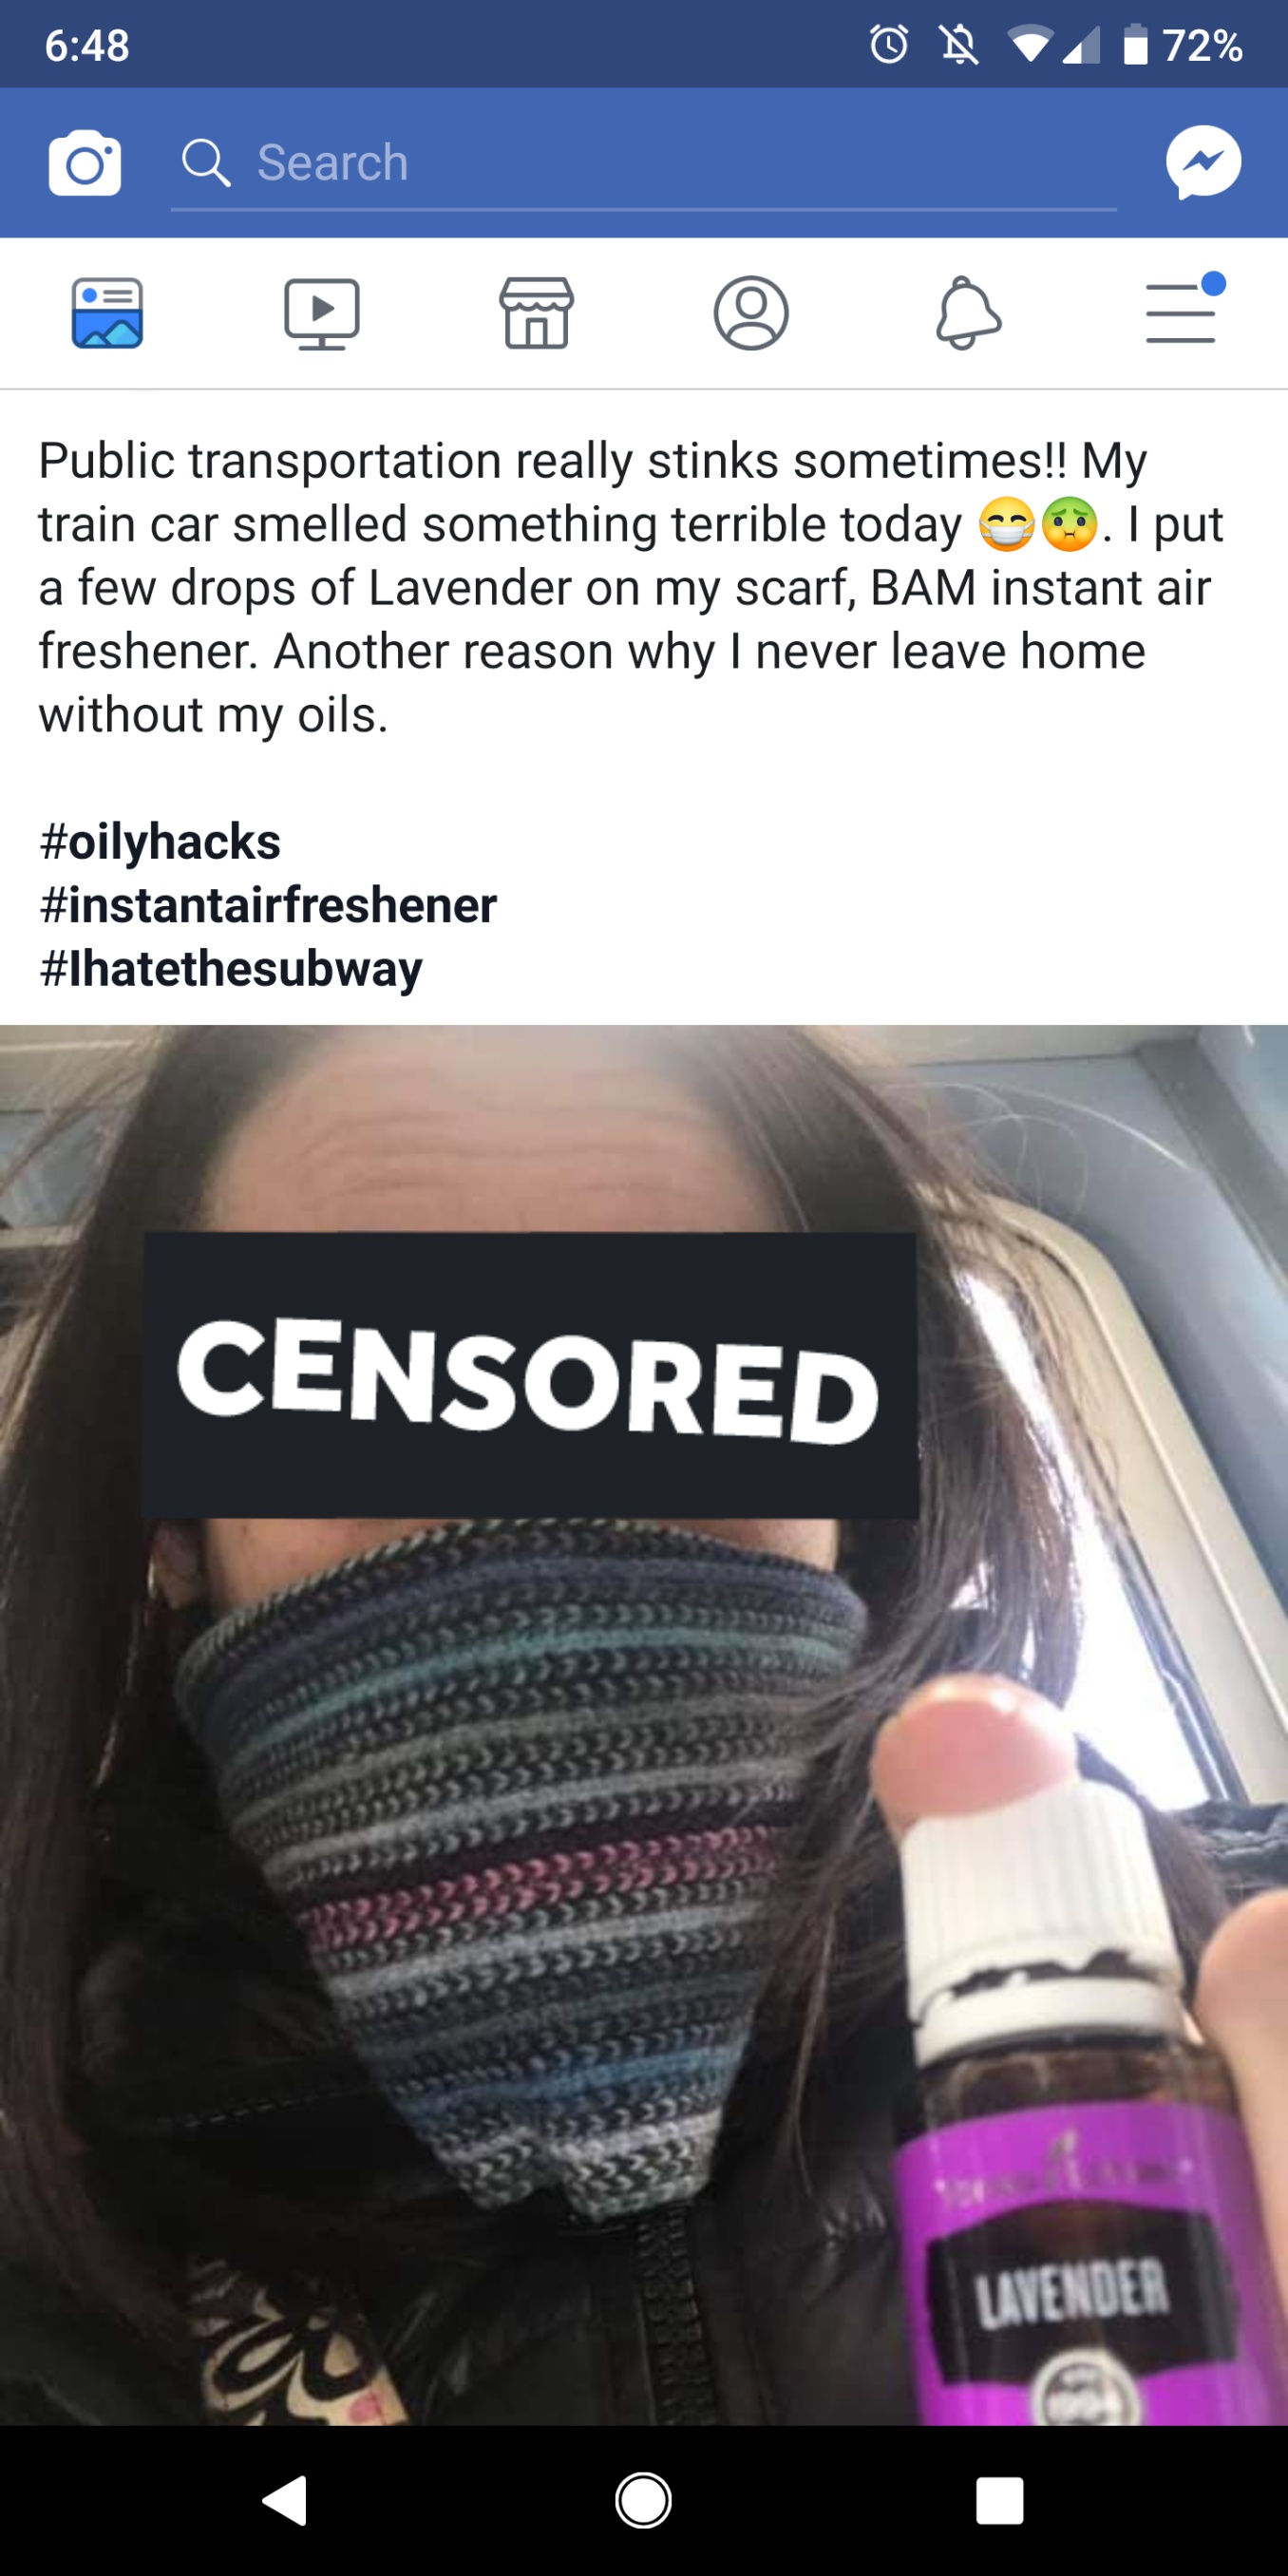 6:48
72%
Search
Public transportation really stinks sometimes!! My
train car smelled something terrible today 😷🤢. I put
a few drops of Lavender on my scarf, BAM instant air
freshener. Another reason why I never leave home
without my oils.
#oilyhacks
#instantairfreshener
#Ihatethesubway
CENSORED
LAVENDER